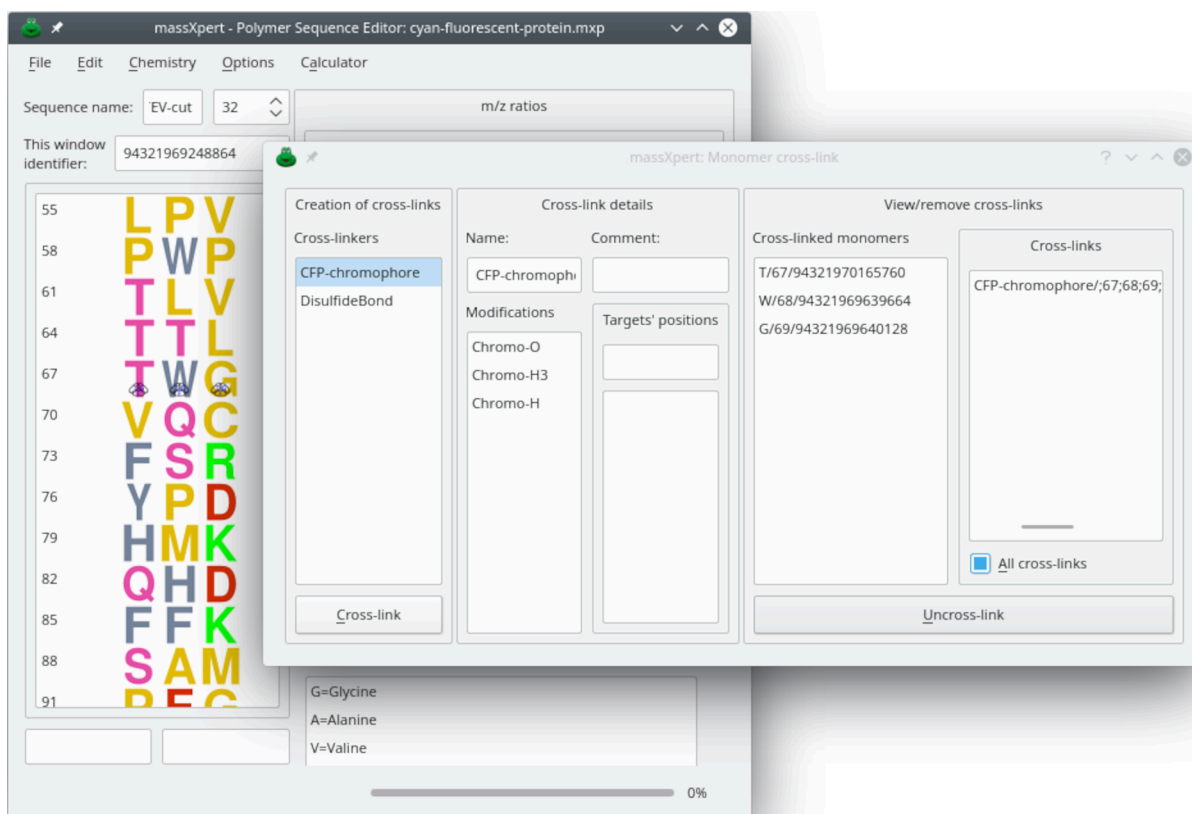 massXpert - Polymer Sequence Editor: cyan-fluorescent-protein.mxp
File Edit Chemistry Options Calculator
Sequence name: EV-cut 32
m/z ratios
This window
identifier:
94321969248864
55 L P V
58 P W P
61 T L V
64 T T L
67 T W G
70 V Q C
73 F S R
76 Y P D
79 H M K
82 Q H D
85 F F K
88 S A M
91
massXpert: Monomer cross-link
Creation of cross-links
Cross-linkers
CFP-chromophore
DisulfideBond
Cross-link
Cross-link details
Name: Comment:
CFP-chromoph
Modifications
Chromo-O
Chromo-H3
Chromo-H
Targets' positions
View/remove cross-links
Cross-linked monomers
T/67/94321970165760
W/68/94321969639664
G/69/94321969640128
Cross-links
CFP-chromophore/;67;68;69;
All cross-links
Uncross-link
G=Glycine
A=Alanine
V=Valine
0%